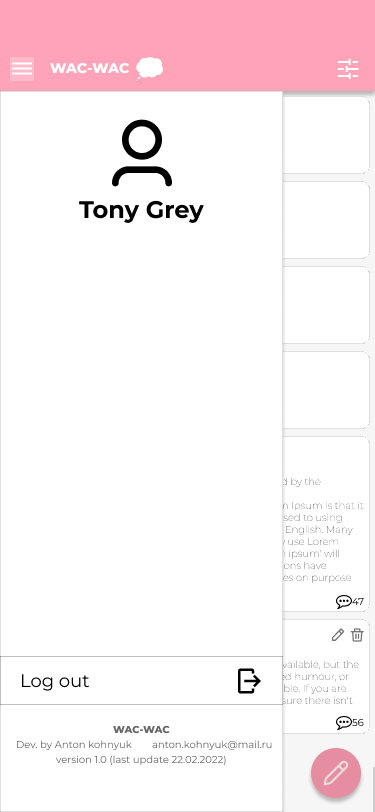 WAC-WAC
Tony Grey
d by the
n Ipsum is that it
sed to using
English. Many
use Lorem
n ipsum' will
ons have
es on purpose
47
vailable, but the
ed humour, or
ble. If you are
sure there isn't
56
Log out
WAC-WAC
Dev. by Anton kohnyuk anton.kohnyuk@mail.ru
version 1.0 (last update 22.02.2022)